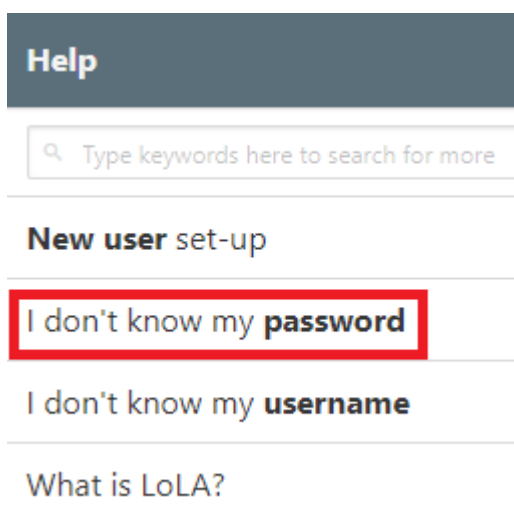 Help
Type keywords here to search for more
New user set-up
I don't know my password
I don't know my username
What is LoLA?